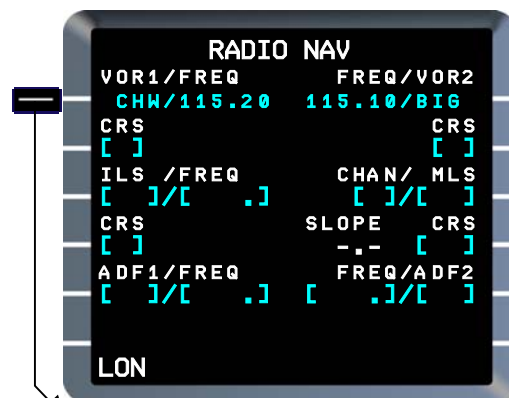 RADIO NAV
VOR1/FREQ FREQ/VOR2
CHW/115.20 115.10/BIG
CRS CRS
[ ] [ ]
ILS /FREQ CHAN/ MLS
[ ]/[ .] [ ]/[ ]
CRS SLOPE CRS
[ ] -.- [ ]
ADF1/FREQ FREQ/ADF2
[ ]/[ .] [ .]/[ ]
LON